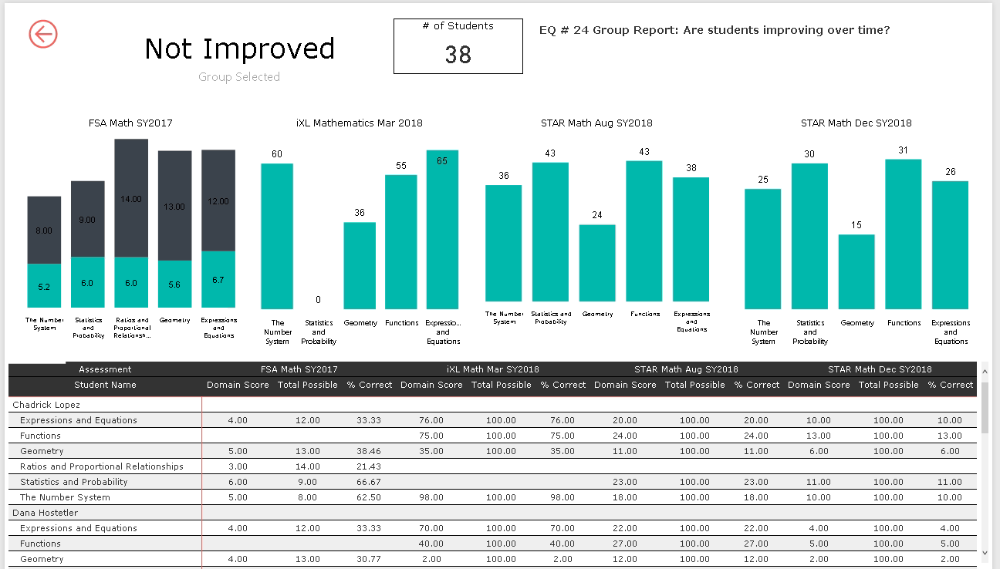 Not Improved
Group Selected
# of Students
38
EQ # 24 Group Report: Are students improving over time?
FSA Math SY2017
8.00
9.00
14.00
13.00
12.00
5.2
6.0
6.0
5.6
6.7
The Number System
Statistics and Probability
Ratios and Proportional Relationsh...
Geometry
Expressions and Equations
iXL Mathematics Mar 2018
60
0
36
55
65
The Number System
Statistics and Probability
Geometry
Functions
Expressio... and Equations
STAR Math Aug SY2018
36
43
24
43
38
The Number System
Statistics and Probability
Geometry
Functions
Expressions and Equations
STAR Math Dec SY2018
25
30
15
31
26
The Number System
Statistics and Probability
Geometry
Functions
Expressions and Equations
Assessment FSA Math SY2017 iXL Math Mar SY2018 STAR Math Aug SY2018 STAR Math Dec SY2018
Student Name Domain Score Total Possible % Correct Domain Score Total Possible % Correct Domain Score Total Possible % Correct Domain Score Total Possible % Correct
Chadrick Lopez
Expressions and Equations 4.00 12.00 33.33 76.00 100.00 76.00 20.00 100.00 20.00 10.00 100.00 10.00
Functions 75.00 100.00 75.00 24.00 100.00 24.00 13.00 100.00 13.00
Geometry 5.00 13.00 38.46 35.00 100.00 35.00 11.00 100.00 11.00 6.00 100.00 6.00
Ratios and Proportional Relationships 3.00 14.00 21.43
Statistics and Probability 6.00 9.00 66.67 23.00 100.00 23.00 11.00 100.00 11.00
The Number System 5.00 8.00 62.50 98.00 100.00 98.00 18.00 100.00 18.00 10.00 100.00 10.00
Dana Hostetler
Expressions and Equations 4.00 12.00 33.33 70.00 100.00 70.00 22.00 100.00 22.00 4.00 100.00 4.00
Functions 40.00 100.00 40.00 27.00 100.00 27.00 5.00 100.00 5.00
Geometry 4.00 13.00 30.77 2.00 100.00 2.00 12.00 100.00 12.00 2.00 100.00 2.00